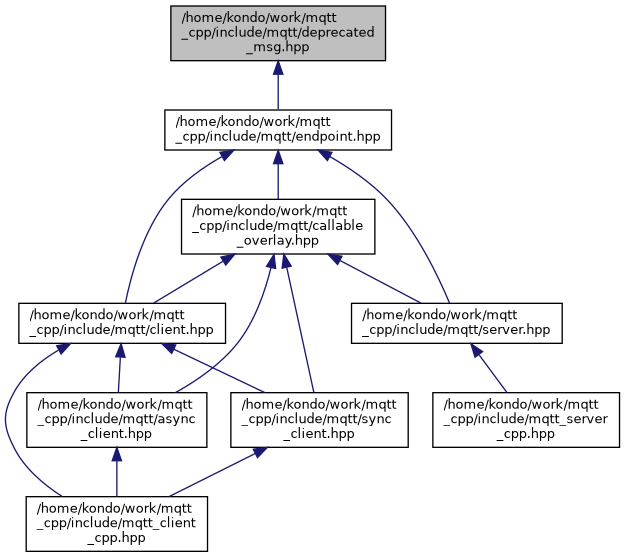 /home/kondo/work/mqtt
_cpp/include/mqtt/deprecated
_msg.hpp
/home/kondo/work/mqtt
_cpp/include/mqtt/endpoint.hpp
/home/kondo/work/mqtt
_cpp/include/mqtt/callable
_overlay.hpp
/home/kondo/work/mqtt
_cpp/include/mqtt/client.hpp
/home/kondo/work/mqtt
_cpp/include/mqtt/server.hpp
/home/kondo/work/mqtt
_cpp/include/mqtt/async
_client.hpp
/home/kondo/work/mqtt
_cpp/include/mqtt/sync
_client.hpp
/home/kondo/work/mqtt
_cpp/include/mqtt_server
_cpp.hpp
/home/kondo/work/mqtt
_cpp/include/mqtt_client
_cpp.hpp